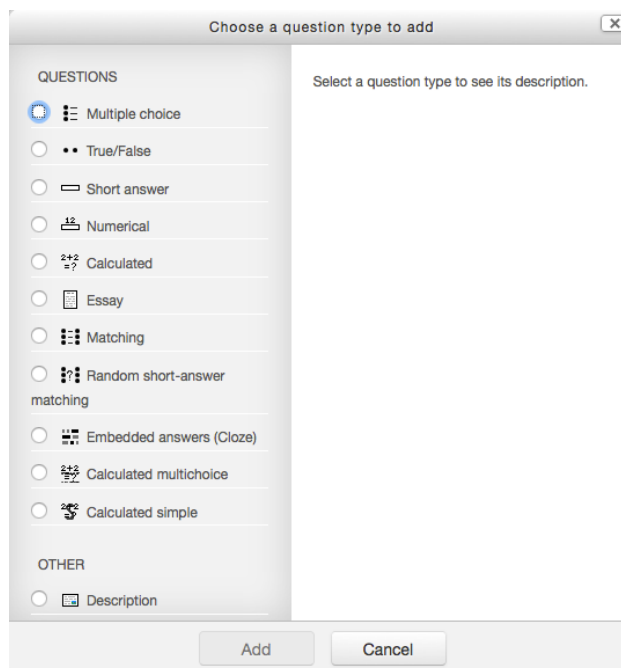 Choose a question type to add
QUESTIONS
Multiple choice
True/False
Short answer
Numerical
Calculated
Essay
Matching
Random short-answer
matching
Embedded answers (Cloze)
Calculated multichoice
Calculated simple
OTHER
Description
Select a question type to see its description.
Add
Cancel